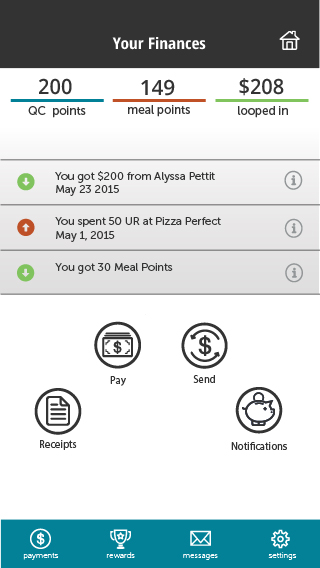 Your Finances
200 149 $208
QC points meal points looped in
You got $200 from Alyssa Pettit
May 23 2015
You spent 50 UR at Pizza Perfect
May 1, 2015
You got 30 Meal Points
Pay Send
Receipts Notifications
payments rewards messages settings